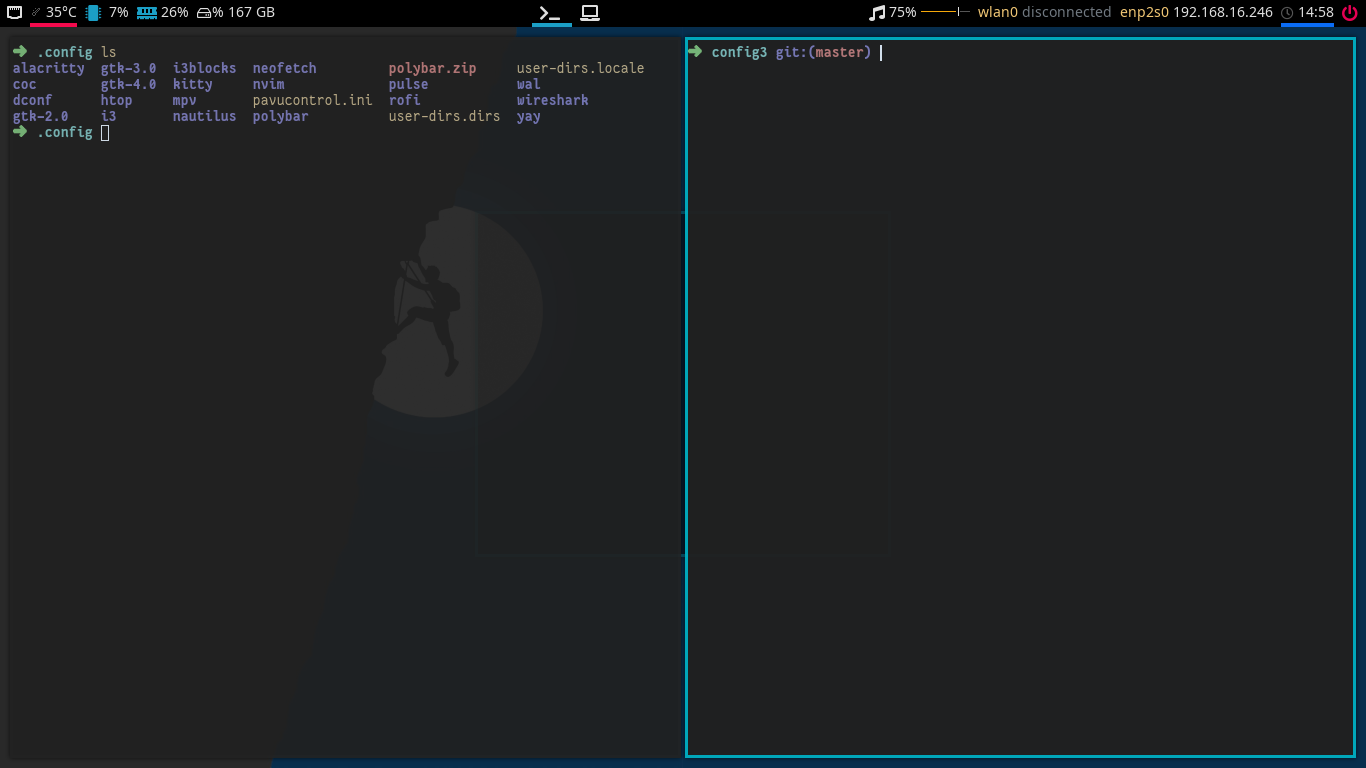 35°C 7% 26% % 167 GB 75% wlan0 disconnected enp2s0 192.168.16.246 14:58
➜ .config ls
alacritty gtk-3.0 i3blocks neofetch polybar.zip user-dirs.locale
coc gtk-4.0 kitty nvim pulse wal
dconf htop mpv pavucontrol.ini rofi wireshark
gtk-2.0 i3 nautilus polybar user-dirs.dirs yay
➜ .config
➜ config3 git:(master)